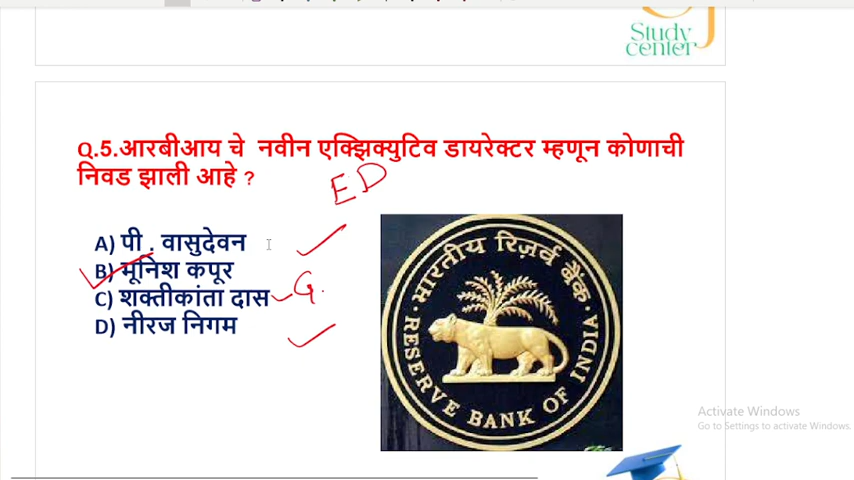 Study
center
Q.5.आरबीआय चे नवीन एक्झिक्युटिव डायरेक्टर म्हणून कोणाची
निवड झाली आहे ?
ED
A) पी . वासुदेवन
B) मूनिश कपूर
C) शक्तीकांता दास
G.
D) नीरज निगम
भारतीय रिज़र्व बैंक
RESERVE BANK OF INDIA
Activate Windows
Go to Settings to activate Windows.